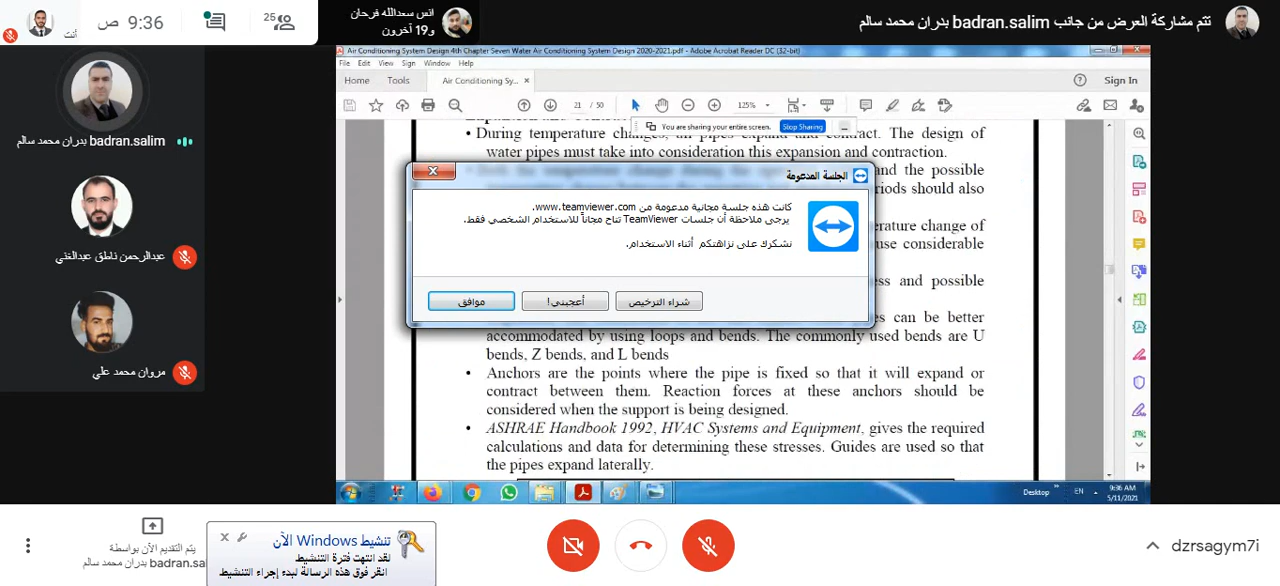 تتم مشاركة العرض من جانب badran.salim بدران محمد سالم
انس سعدالله فرحان
و19 آخرون
25
9:36 ص
أنت
badran.salim بدران محمد سالم
عبدالرحمن ناطق عبدالغني
مروان محمد علي
Air Conditioning System Design 4th Chapter Seven Water Air Conditioning System Design 2020-2021.pdf - Adobe Acrobat Reader DC (32-bit)
File Edit View Sign Window Help
Home Tools Air Conditioning Sy... × Sign In
21 / 50 125%
You are sharing your entire screen. Stop Sharing
• During temperature changes, all pipes expand and contract. The design of
water pipes must take into consideration this expansion and contraction.
and the possible
riods should also
erature change of
use considerable
ess and possible
الجلسة المدعومة
كانت هذه جلسة مجانية مدعومة من www.teamviewer.com.
يرجى ملاحظة أن جلسات TeamViewer تتاح مجاناً للاستخدام الشخصي فقط.
نشكرك على نزاهتكم أثناء الاستخدام.
شراء الترخيص
أعجبني!
موافق
es can be better
accommodated by using loops and bends. The commonly used bends are U
bends, Z bends, and L bends
• Anchors are the points where the pipe is fixed so that it will expand or
contract between them. Reaction forces at these anchors should be
considered when the support is being designed.
• ASHRAE Handbook 1992, HVAC Systems and Equipment, gives the required
calculations and data for determining these stresses. Guides are used so that
the pipes expand laterally.
Desktop » EN 9:36 AM
5/11/2021
يتم التقديم الآن بواسطة
badran.sa بدران محمد سالم
تنشيط Windows الآن
لقد انتهت فترة التنشيط
انقر فوق هذه الرسالة لبدء إجراء التنشيط
dzrsagym7i